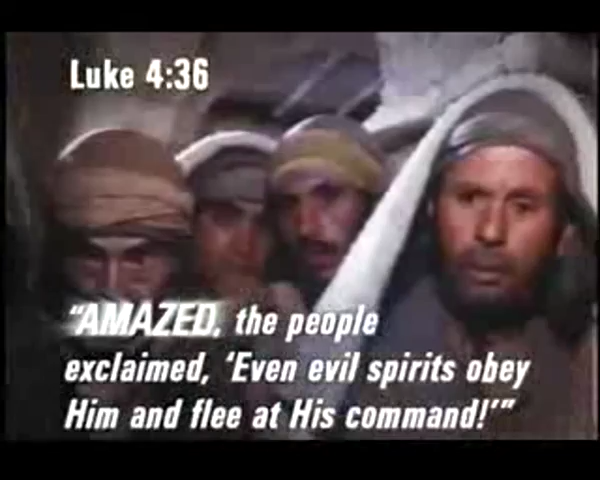 Luke 4:36
“AMAZED, the people
exclaimed, ‘Even evil spirits obey
Him and flee at His command!’”